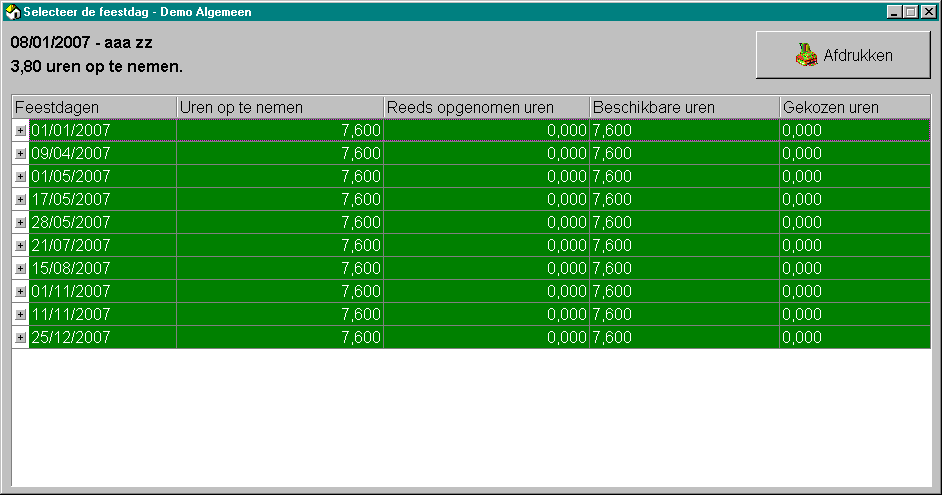 Selecteer de feestdag - Demo Algemeen
08/01/2007 - aaa zz
3,80 uren op te nemen.
Afdrukken
Feestdagen Uren op te nemen Reeds opgenomen uren Beschikbare uren Gekozen uren
01/01/2007 7,600 0,000 7,600 0,000
09/04/2007 7,600 0,000 7,600 0,000
01/05/2007 7,600 0,000 7,600 0,000
17/05/2007 7,600 0,000 7,600 0,000
28/05/2007 7,600 0,000 7,600 0,000
21/07/2007 7,600 0,000 7,600 0,000
15/08/2007 7,600 0,000 7,600 0,000
01/11/2007 7,600 0,000 7,600 0,000
11/11/2007 7,600 0,000 7,600 0,000
25/12/2007 7,600 0,000 7,600 0,000